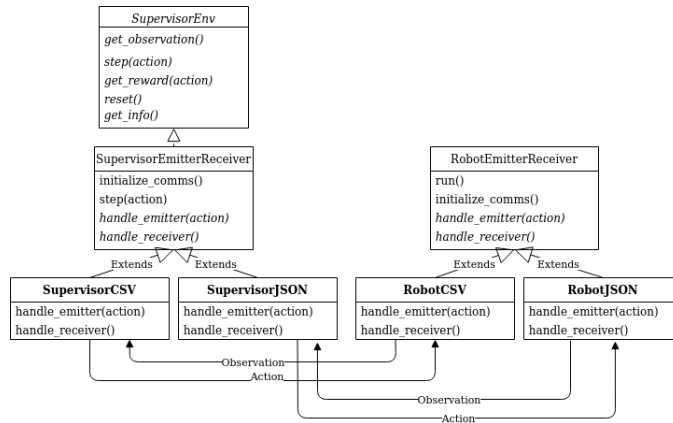 SupervisorEnv
get_observation()
step(action)
get_reward(action)
reset()
get_info()
SupervisorEmitterReceiver
initialize_comms()
step(action)
handle_emitter(action)
handle_receiver()
RobotEmitterReceiver
run()
initialize_comms()
handle_emitter(action)
handle_receiver()
Extends
Extends
Extends
Extends
SupervisorCSV
handle_emitter(action)
handle_receiver()
SupervisorJSON
handle_emitter(action)
handle_receiver()
RobotCSV
handle_emitter(action)
handle_receiver()
RobotJSON
handle_emitter(action)
handle_receiver()
Observation
Action
Observation
Action